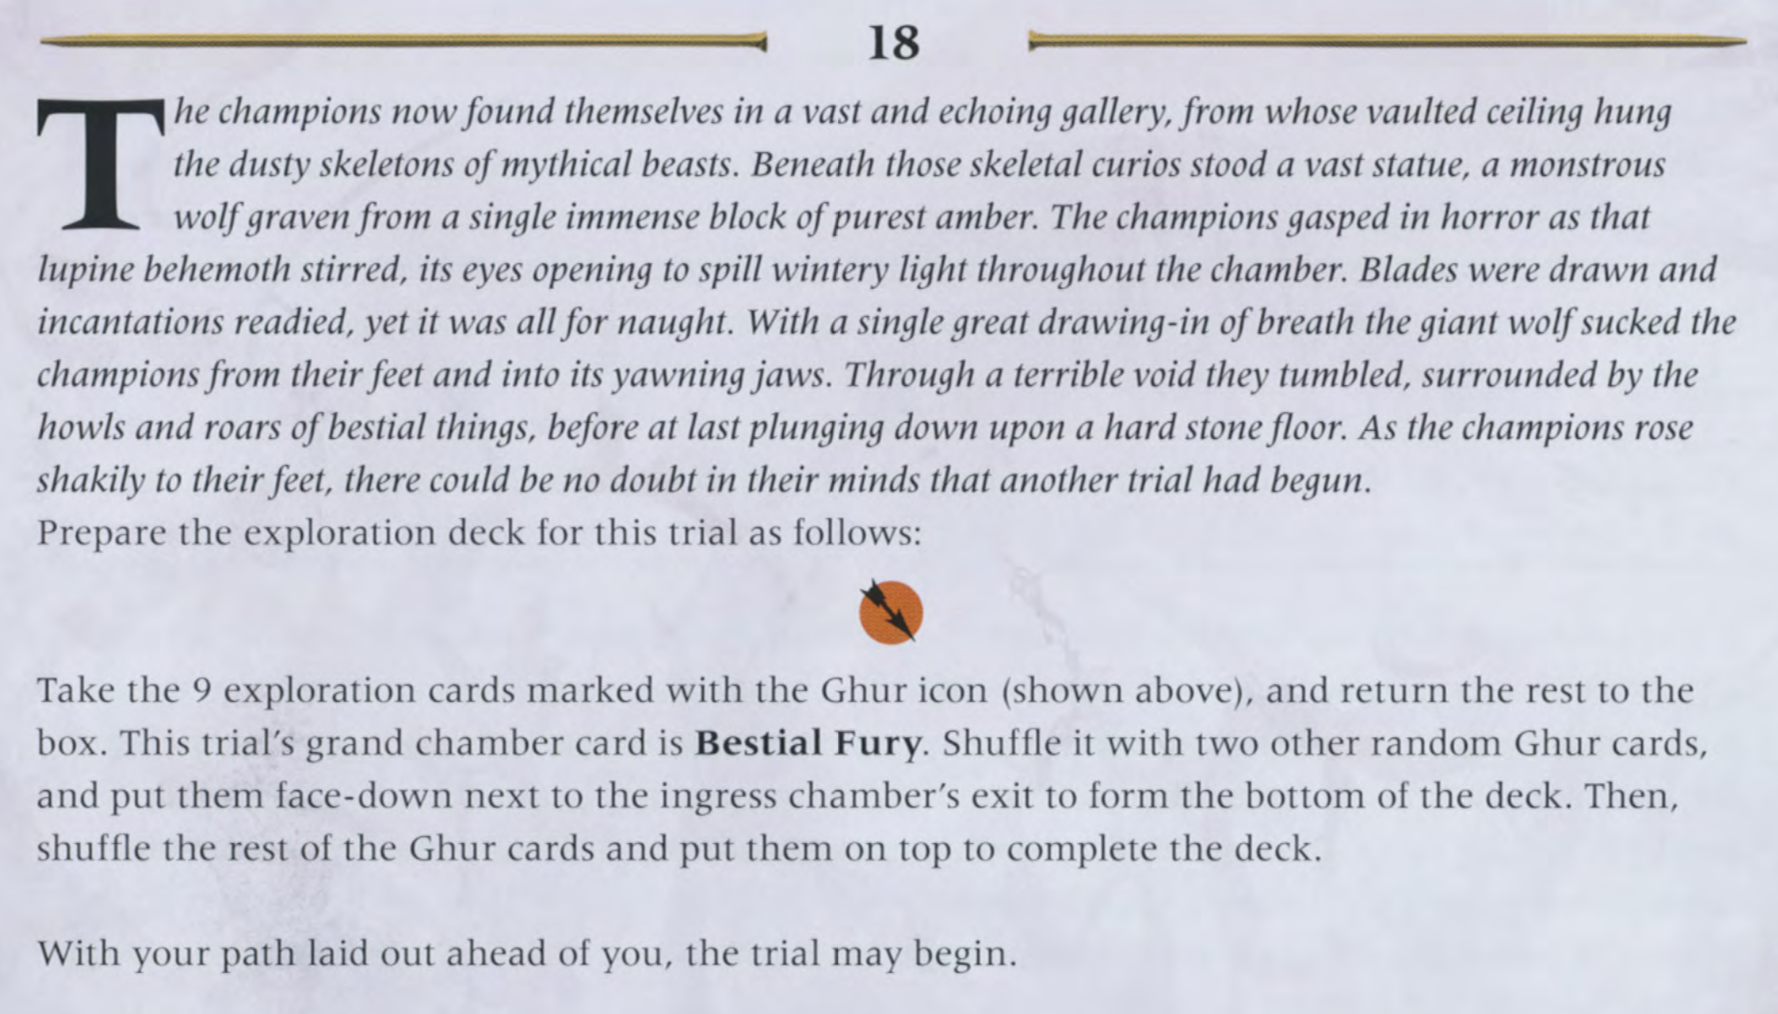 18
The champions now found themselves in a vast and echoing gallery, from whose vaulted ceiling hung
the dusty skeletons of mythical beasts. Beneath those skeletal curios stood a vast statue, a monstrous
wolf graven from a single immense block of purest amber. The champions gasped in horror as that
lupine behemoth stirred, its eyes opening to spill wintery light throughout the chamber. Blades were drawn and
incantations readied, yet it was all for naught. With a single great drawing-in of breath the giant wolf sucked the
champions from their feet and into its yawning jaws. Through a terrible void they tumbled, surrounded by the
howls and roars of bestial things, before at last plunging down upon a hard stone floor. As the champions rose
shakily to their feet, there could be no doubt in their minds that another trial had begun.
Prepare the exploration deck for this trial as follows:
Take the 9 exploration cards marked with the Ghur icon (shown above), and return the rest to the
box. This trial's grand chamber card is Bestial Fury. Shuffle it with two other random Ghur cards,
and put them face-down next to the ingress chamber's exit to form the bottom of the deck. Then,
shuffle the rest of the Ghur cards and put them on top to complete the deck.
With your path laid out ahead of you, the trial may begin.